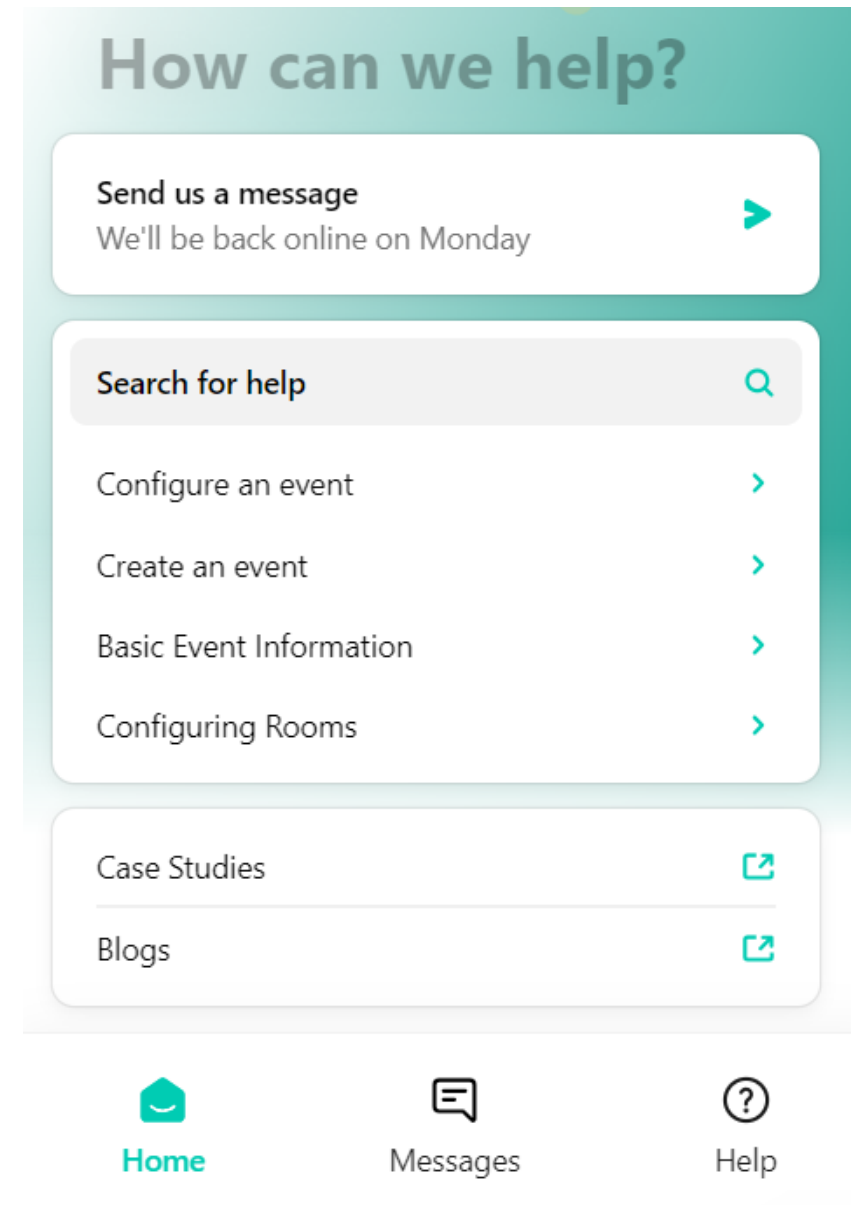 How can we help?
Send us a message
We'll be back online on Monday
Search for help
Configure an event
Create an event
Basic Event Information
Configuring Rooms
Case Studies
Blogs
Home
Messages
Help